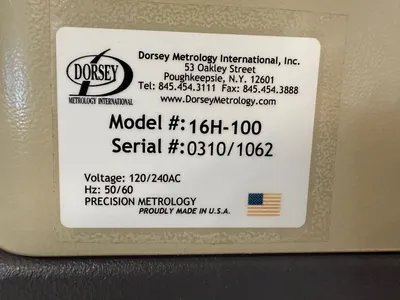 DORSEY
METROLOGY INTERNATIONAL
Dorsey Metrology International, Inc.
53 Oakley Street
Poughkeepsie, N.Y. 12601
Tel: 845.454.3111 Fax: 845.454.3888
www.DorseyMetrology.com
Model #: 16H-100
Serial #: 0310/1062
Voltage: 120/240AC
Hz: 50/60
PRECISION METROLOGY
PROUDLY MADE IN U.S.A.